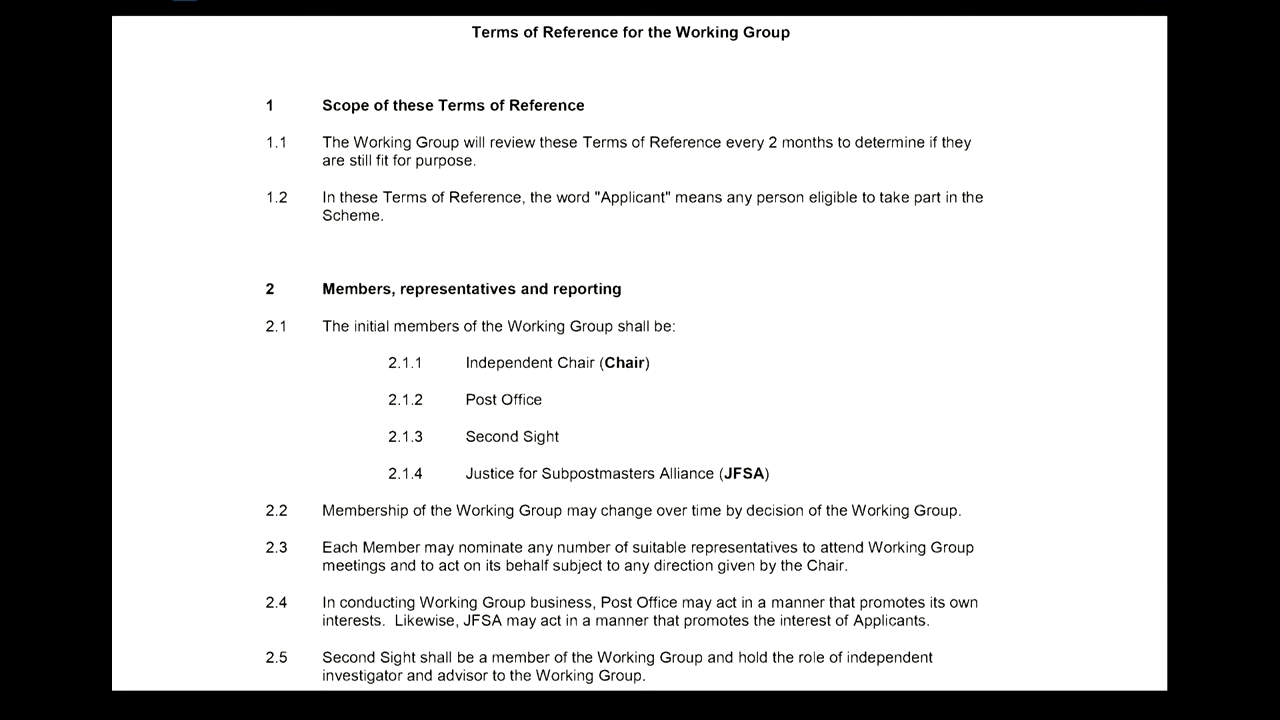 Terms of Reference for the Working Group
1 Scope of these Terms of Reference
1.1 The Working Group will review these Terms of Reference every 2 months to determine if they
are still fit for purpose.
1.2 In these Terms of Reference, the word "Applicant" means any person eligible to take part in the
Scheme.
2 Members, representatives and reporting
2.1 The initial members of the Working Group shall be:
2.1.1 Independent Chair (Chair)
2.1.2 Post Office
2.1.3 Second Sight
2.1.4 Justice for Subpostmasters Alliance (JFSA)
2.2 Membership of the Working Group may change over time by decision of the Working Group.
2.3 Each Member may nominate any number of suitable representatives to attend Working Group
meetings and to act on its behalf subject to any direction given by the Chair.
2.4 In conducting Working Group business, Post Office may act in a manner that promotes its own
interests.  Likewise, JFSA may act in a manner that promotes the interest of Applicants.
2.5 Second Sight shall be a member of the Working Group and hold the role of independent
investigator and advisor to the Working Group.